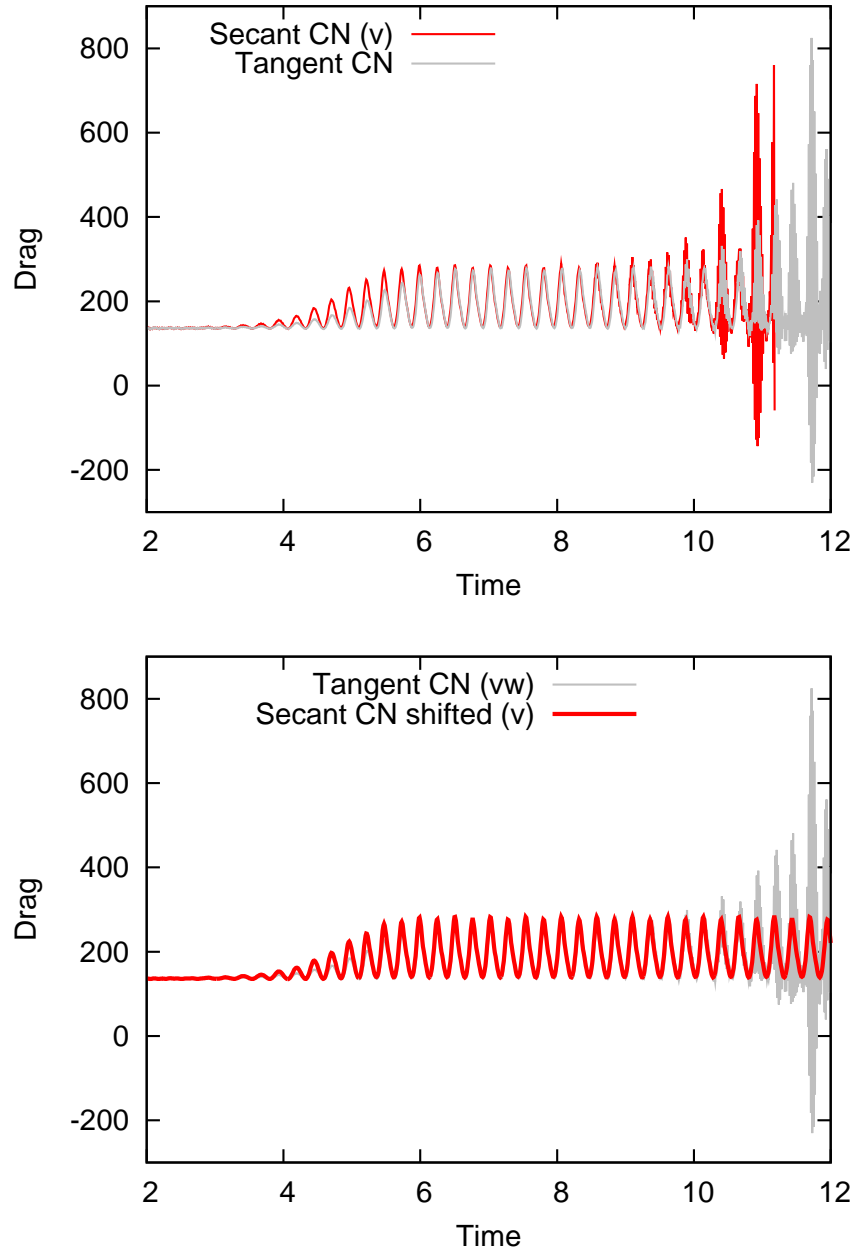 Secant CN (v)
Tangent CN
800
600
400
200
0
-200
Drag
2 4 6 8 10 12
Time
Tangent CN (vw)
Secant CN shifted (v)
800
600
400
200
0
-200
Drag
2 4 6 8 10 12
Time